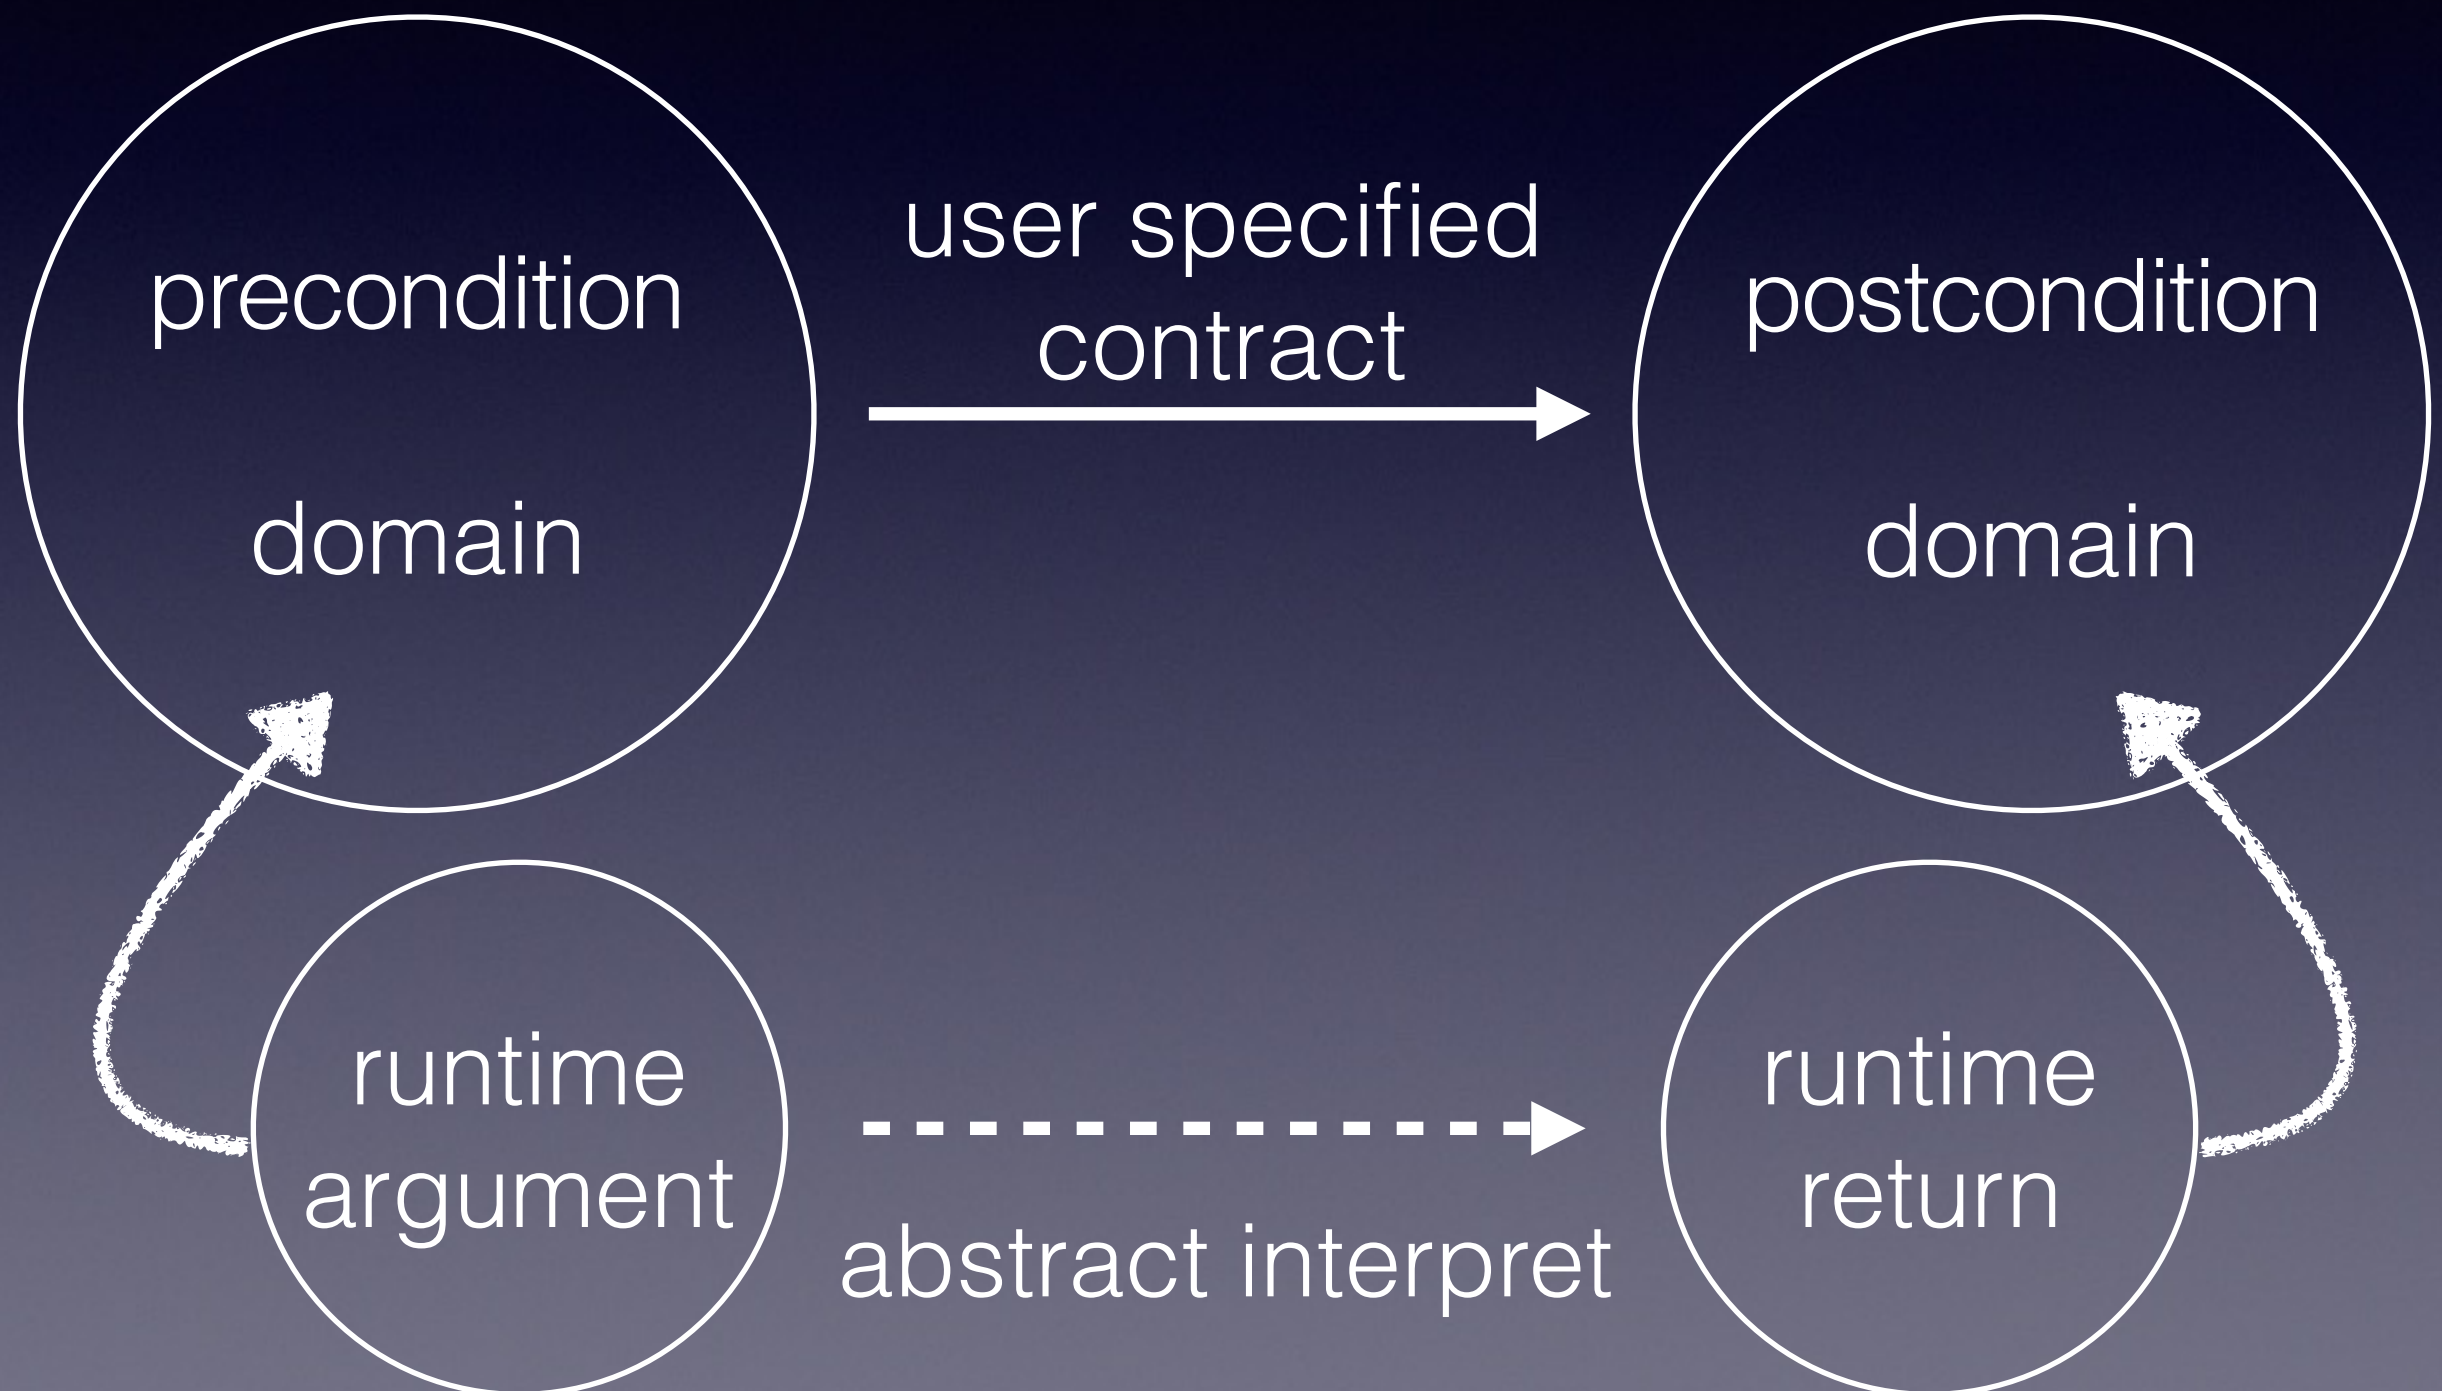 precondition
domain
user specified
contract
postcondition
domain
runtime
argument
abstract interpret
runtime
return